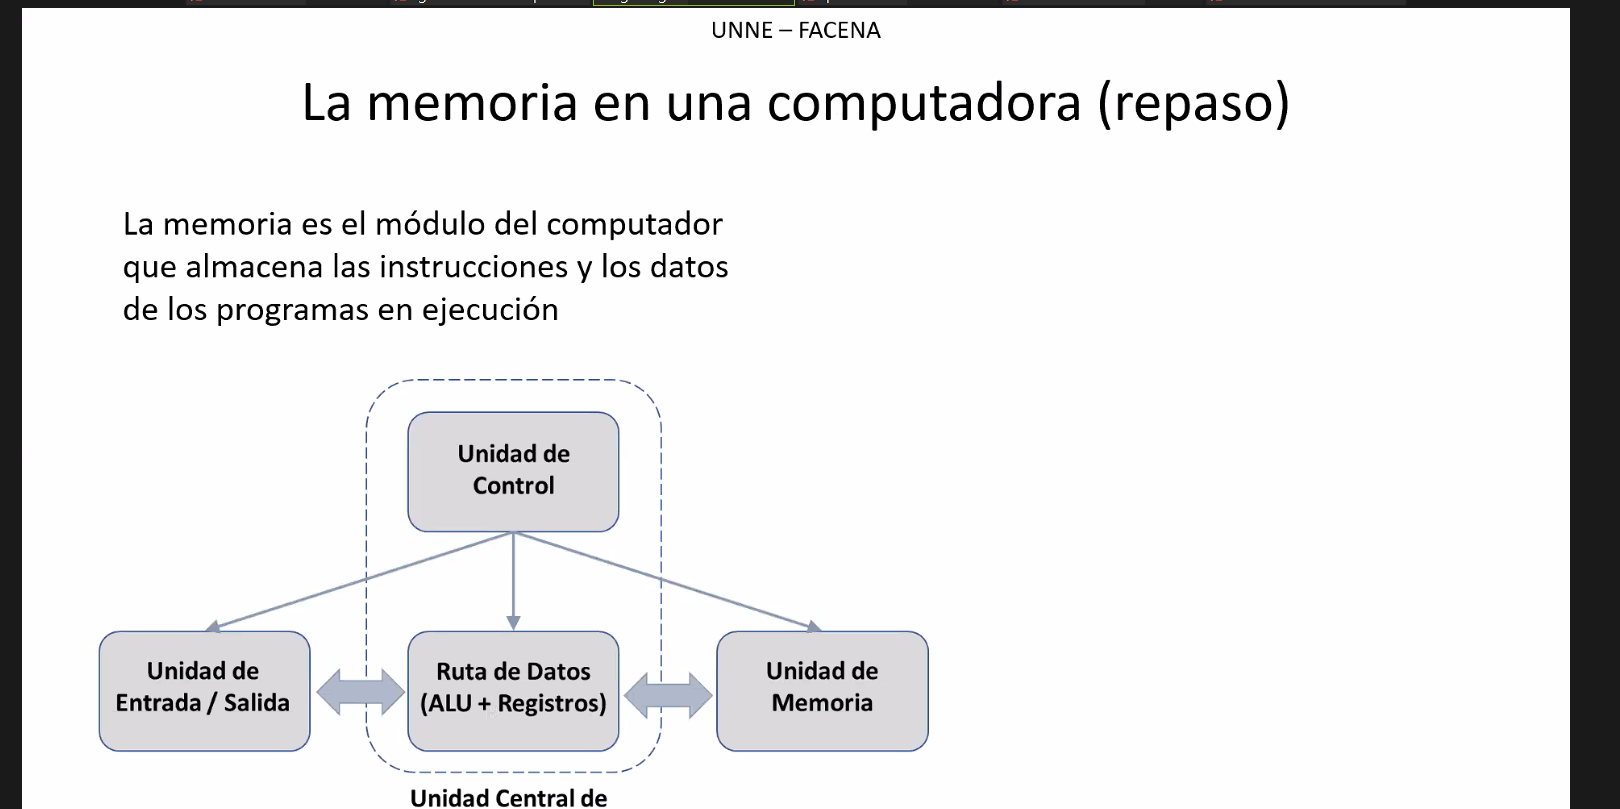 UNNE – FACENA
La memoria en una computadora (repaso)
La memoria es el módulo del computador
que almacena las instrucciones y los datos
de los programas en ejecución
Unidad de
Control
Unidad de
Entrada / Salida
Ruta de Datos
(ALU + Registros)
Unidad de
Memoria
Unidad Central de